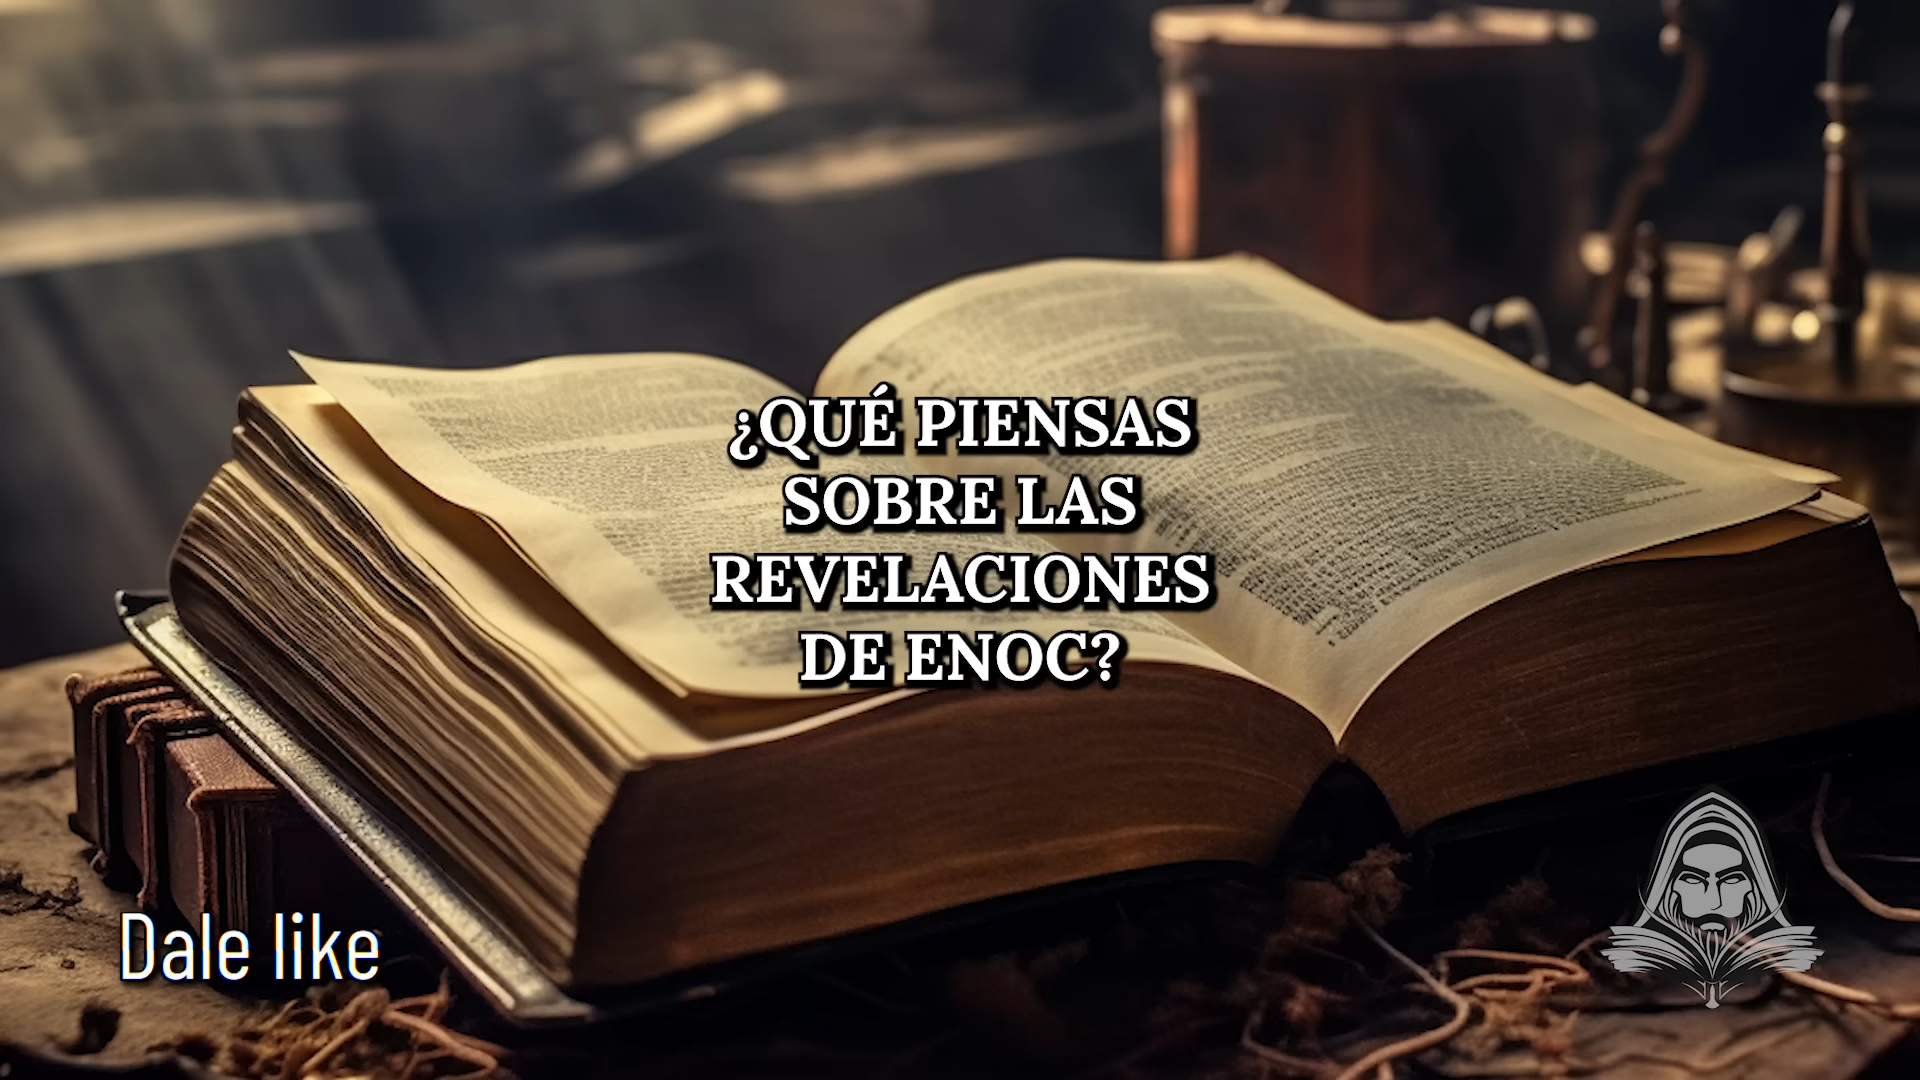 ¿QUÉ PIENSAS
SOBRE LAS
REVELACIONES
DE ENOC?
Dale like